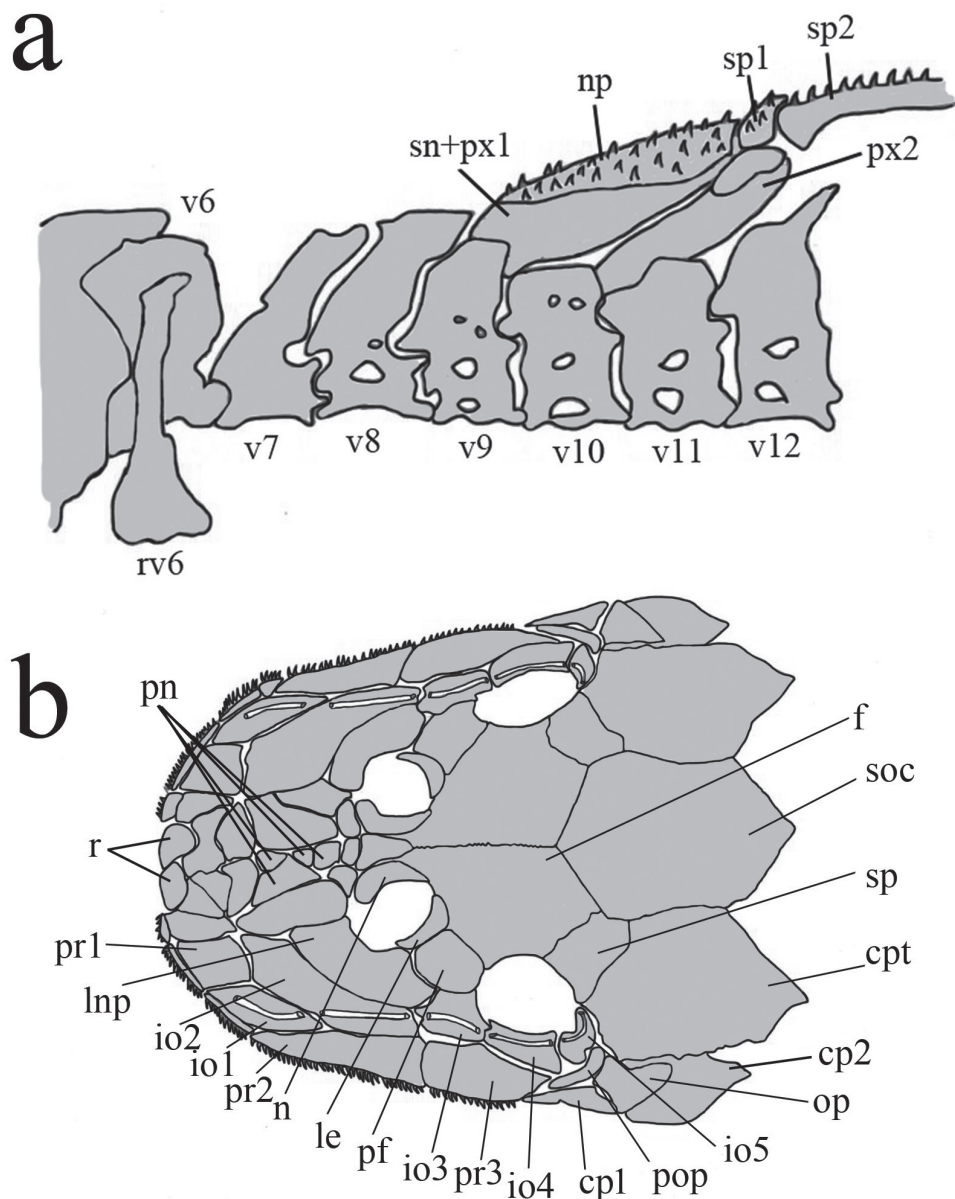 a
sp2
sp1
np
sn+px1
px2
v6
v7
v8
v9
v10
v11
v12
rv6
b
pn
f
soc
r
sp
pr1
cpt
lnp
io2
io1
pr2
n
le
pf
io3
pr3
io4
cp1
pop
io5
op
cp2